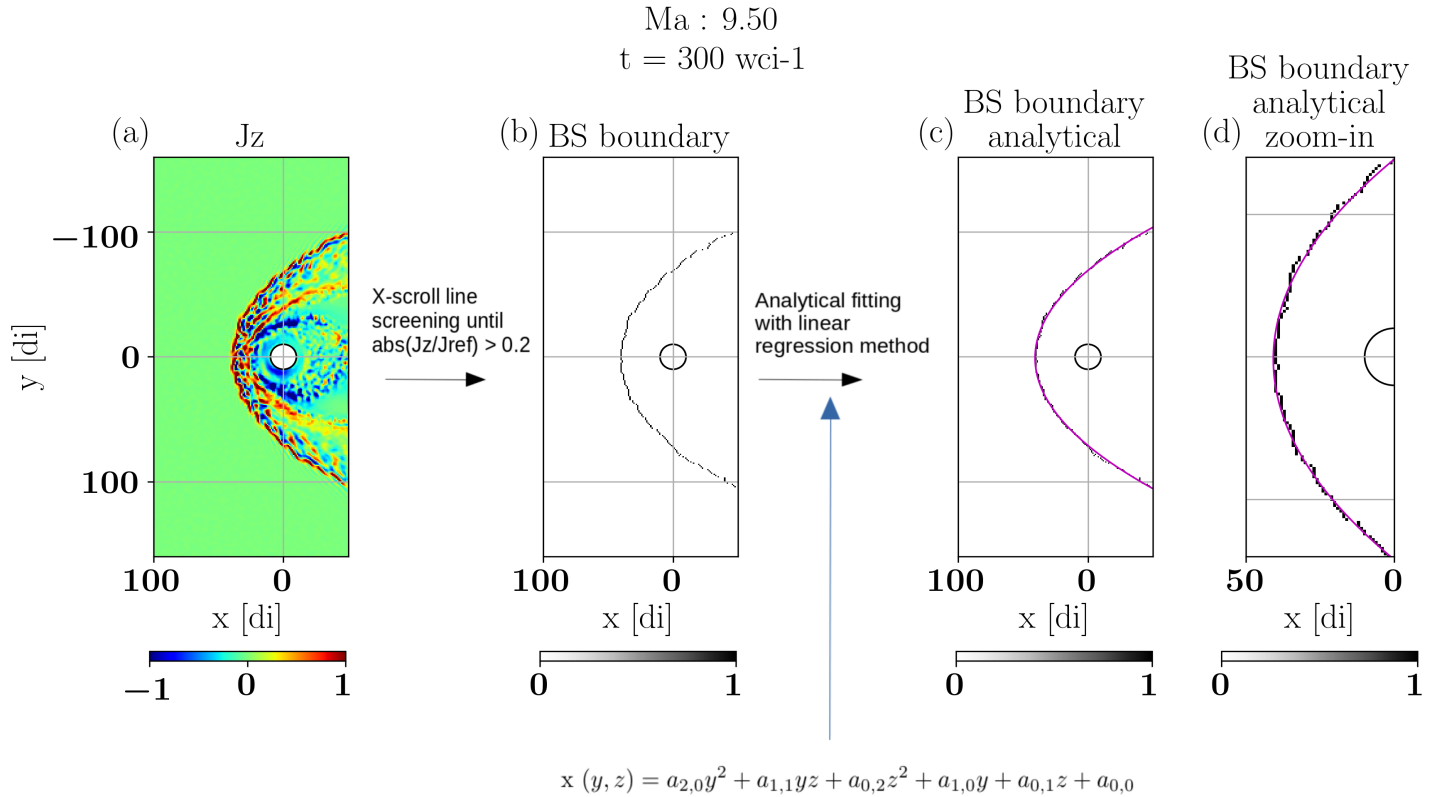 Ma : 9.50
t = 300 wci-1
(a)
Jz
(b) BS boundary
(c)
BS boundary
analytical
(d)
BS boundary
analytical
zoom-in
y [di]
−100
0
100
X-scroll line
screening until
abs(Jz/Jref) > 0.2
Analytical fitting
with linear
regression method
100 0
x [di]
100 0
x [di]
100 0
x [di]
50 0
x [di]
−1 0 1
0 1
0 1
0 1
x (y, z) = a₂,₀y² + a₁,₁yz + a₀,₂z² + a₁,₀y + a₀,₁z + a₀,₀